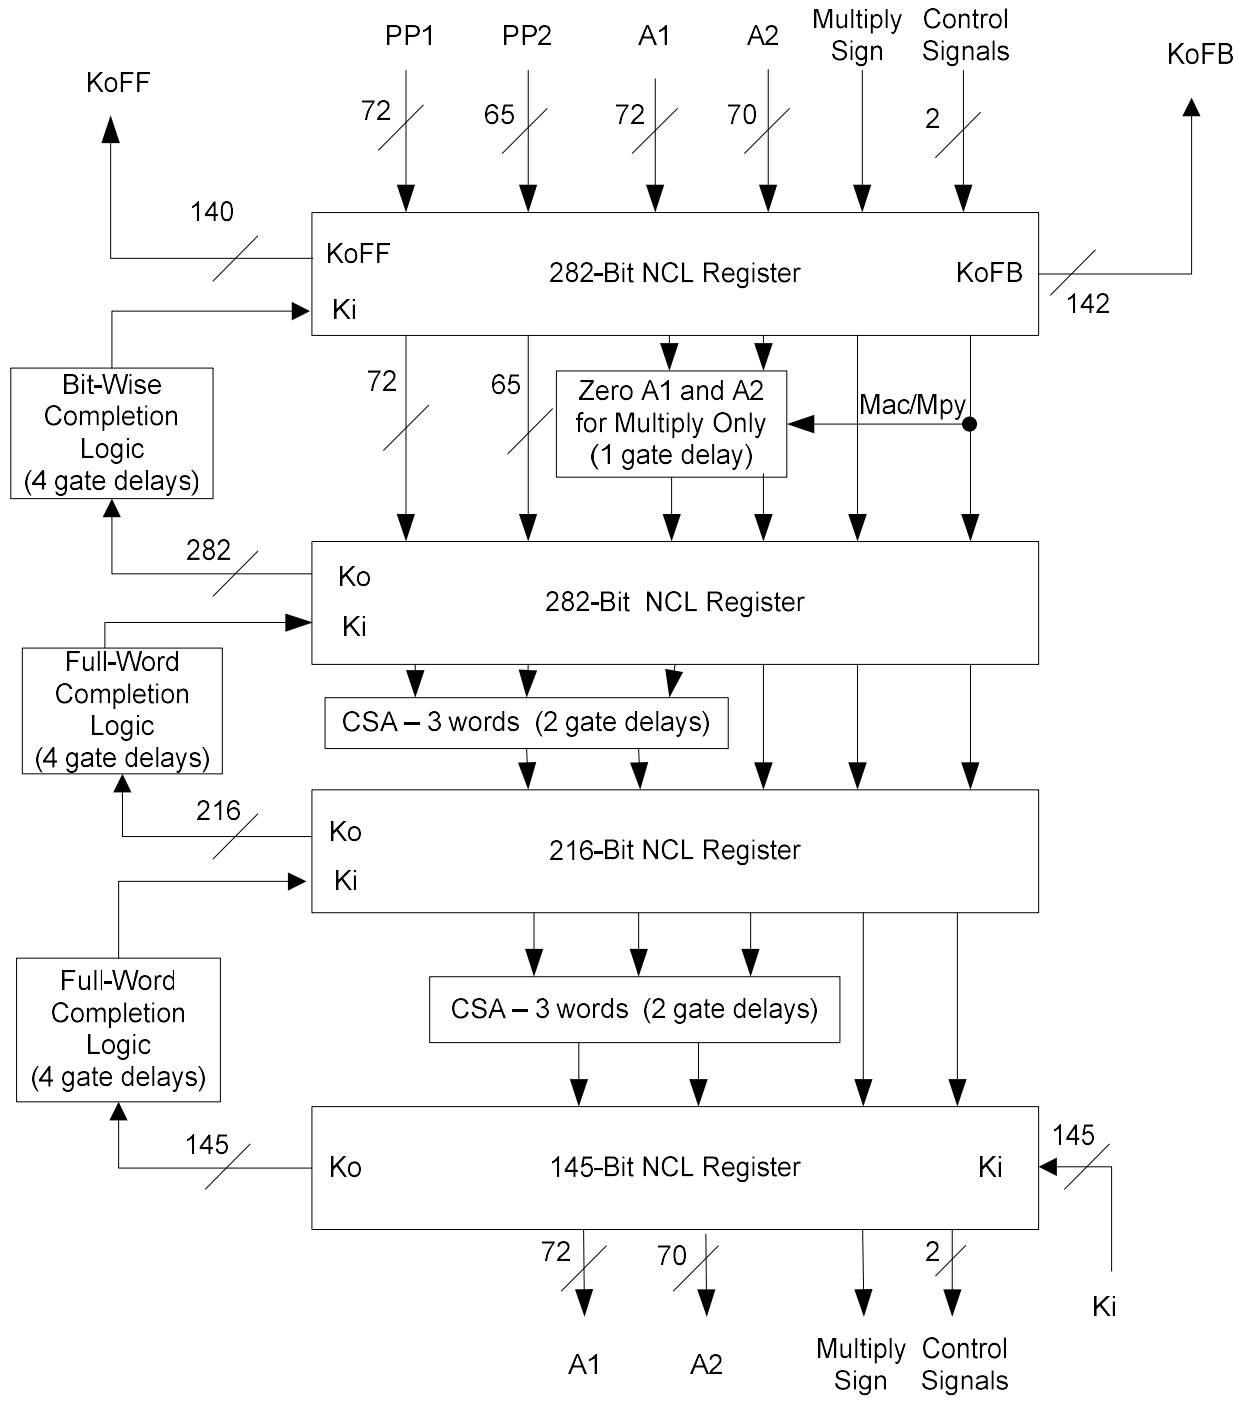 PP1
PP2
A1
A2
Multiply
Sign
Control
Signals
KoFF
KoFB
72
65
72
70
2
140
KoFF
282-Bit NCL Register
KoFB
142
Ki
Bit-Wise
Completion
Logic
(4 gate delays)
72
65
Zero A1 and A2
for Multiply Only
(1 gate delay)
Mac/Mpy
282
Ko
282-Bit NCL Register
Ki
Full-Word
Completion
Logic
(4 gate delays)
CSA – 3 words (2 gate delays)
216
Ko
216-Bit NCL Register
Ki
Full-Word
Completion
Logic
(4 gate delays)
CSA – 3 words (2 gate delays)
145
Ko
145-Bit NCL Register
Ki
145
72
70
2
Ki
A1
A2
Multiply
Sign
Control
Signals